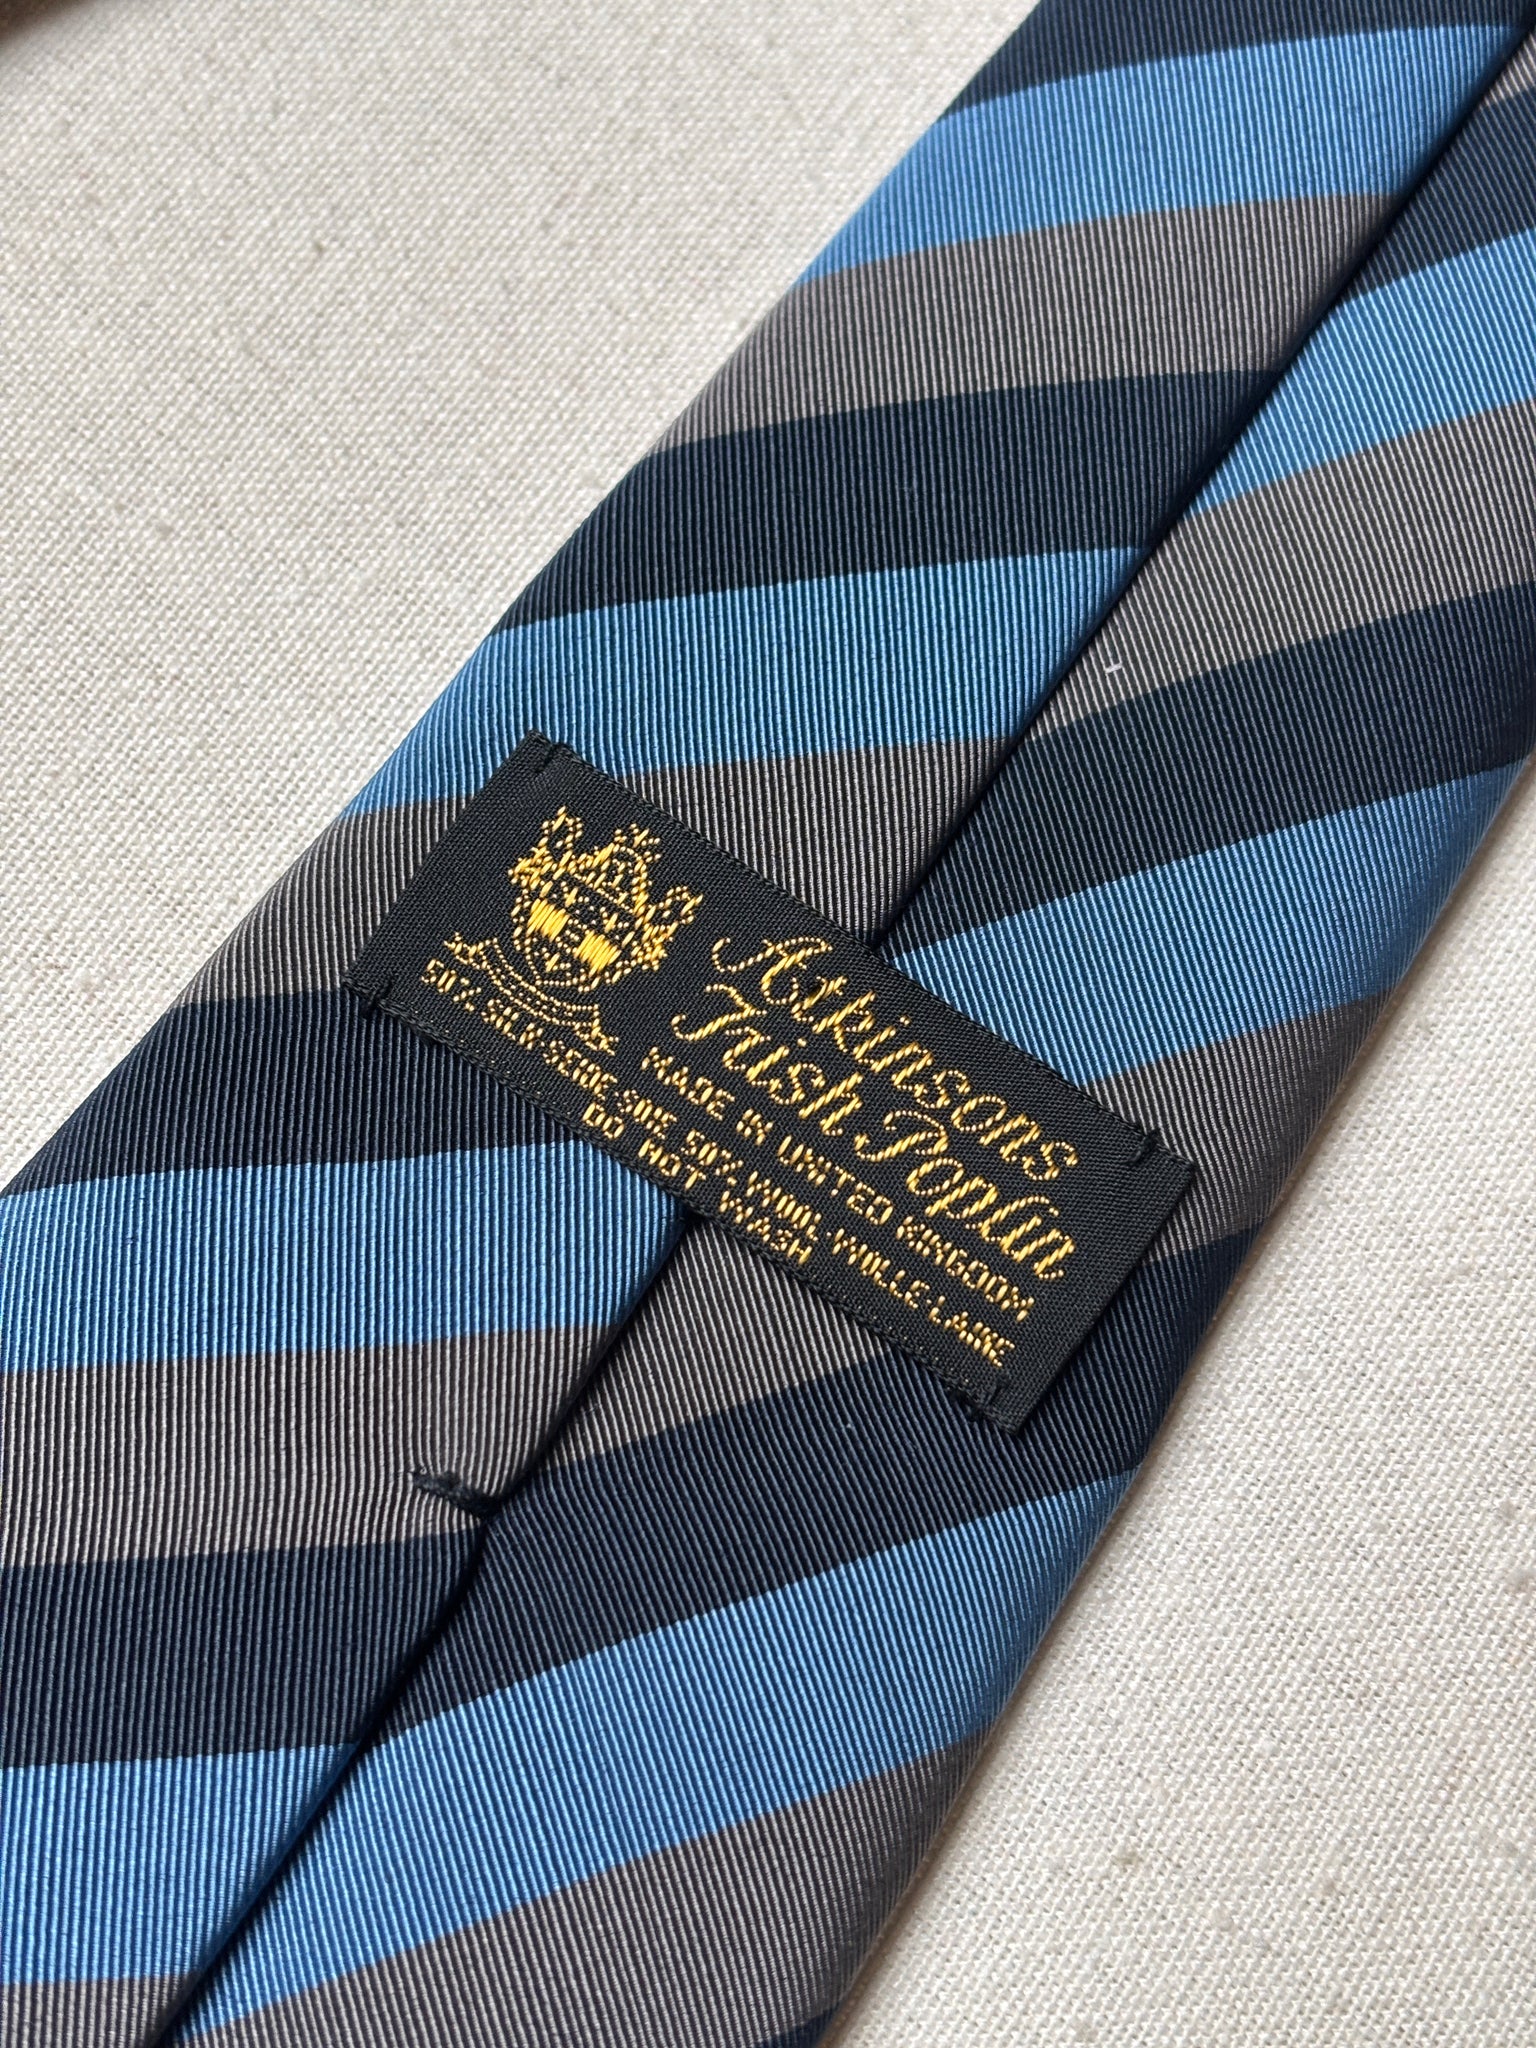 Atkinsons
Irish Poplin
MADE IN UNITED KINGDOM
50% SILK-SEIDE-SOIE, 50% WOOL-WOLLE-LAINE
DO NOT WASH